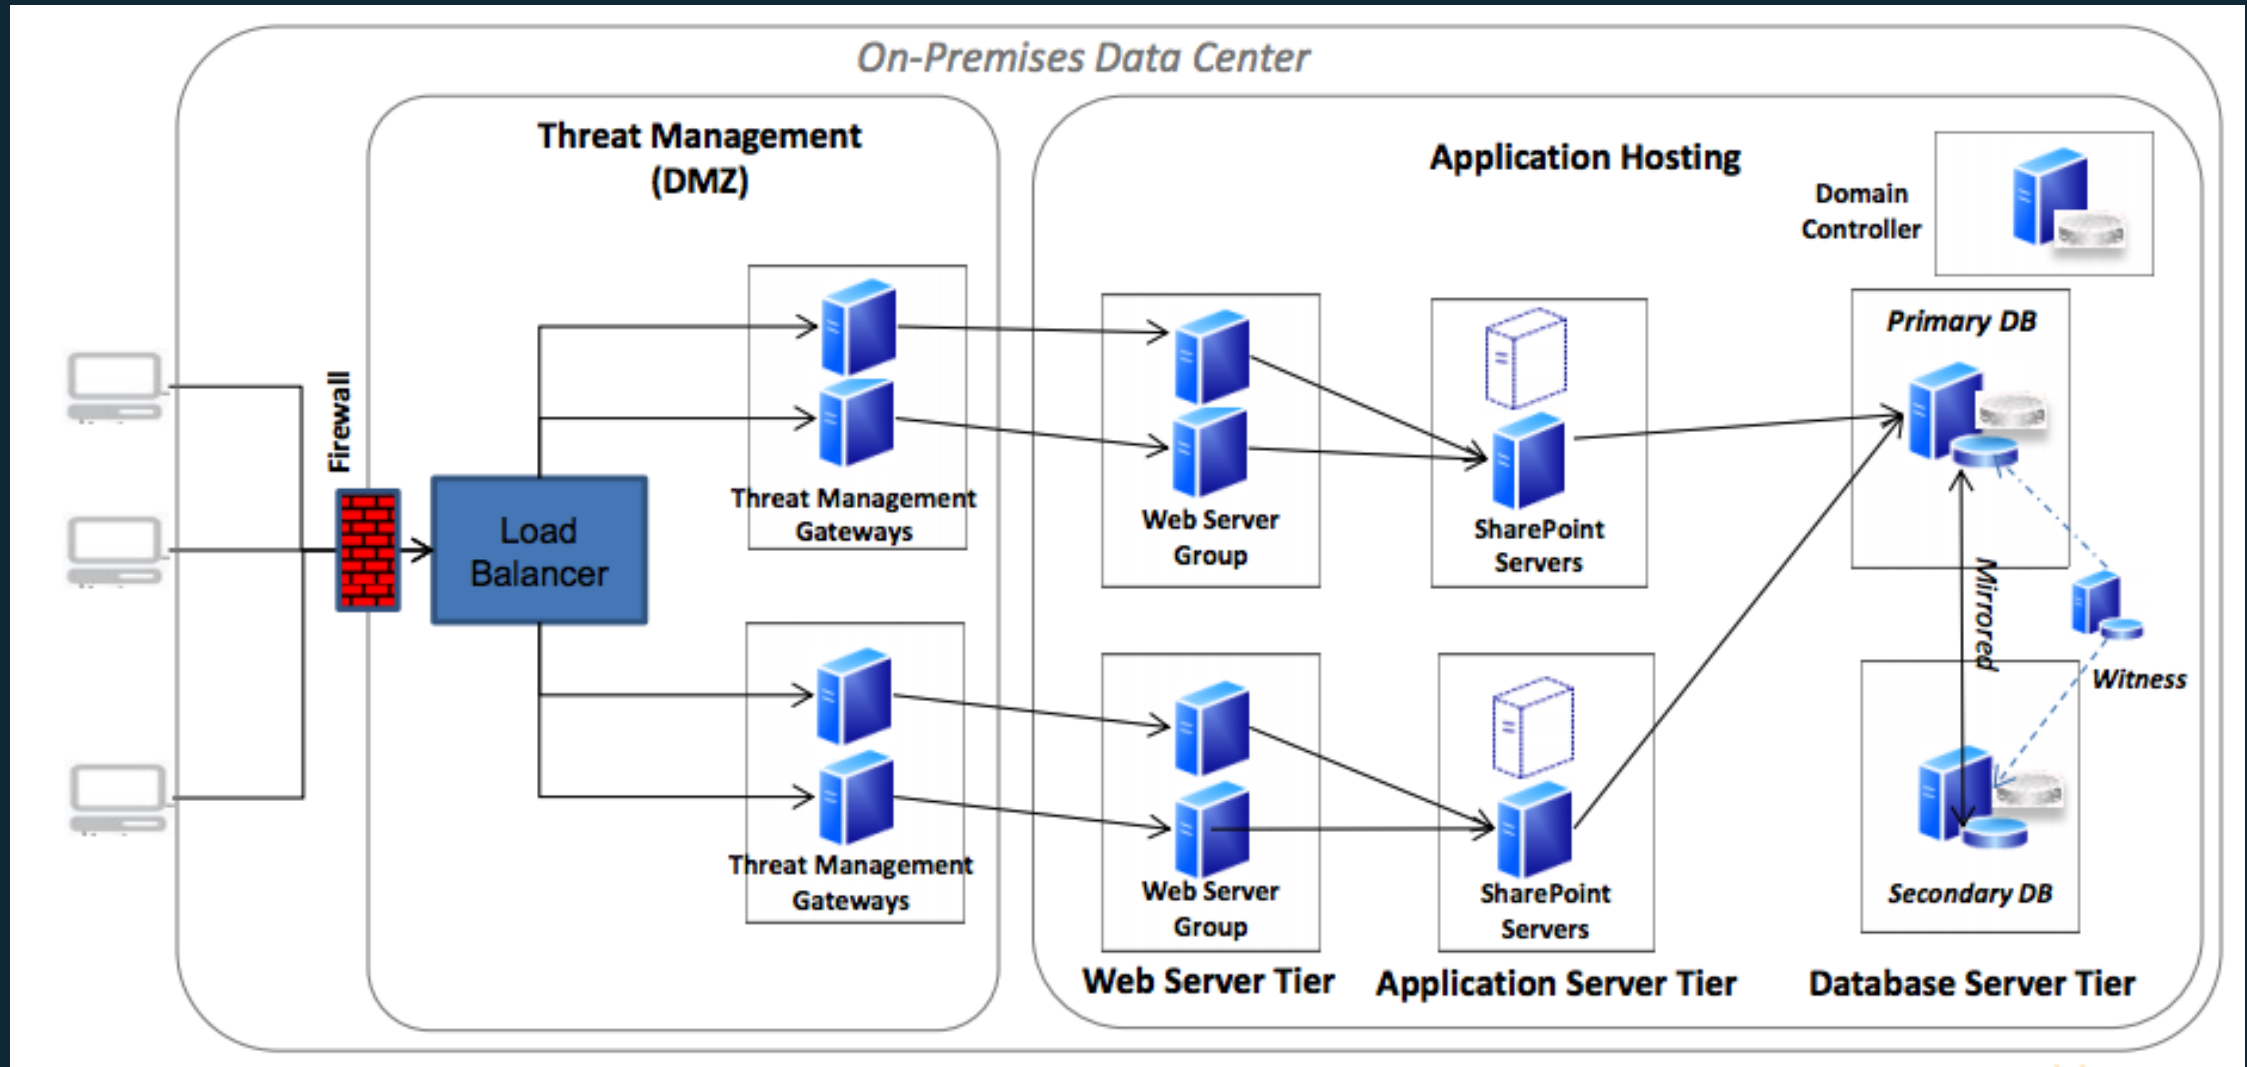 On-Premises Data Center
Threat Management
(DMZ)
Application Hosting
Domain
Controller
Firewall
Load
Balancer
Threat Management
Gateways
Web Server
Group
SharePoint
Servers
Primary DB
Mirrored
Witness
Threat Management
Gateways
Web Server
Group
SharePoint
Servers
Secondary DB
Web Server Tier
Application Server Tier
Database Server Tier